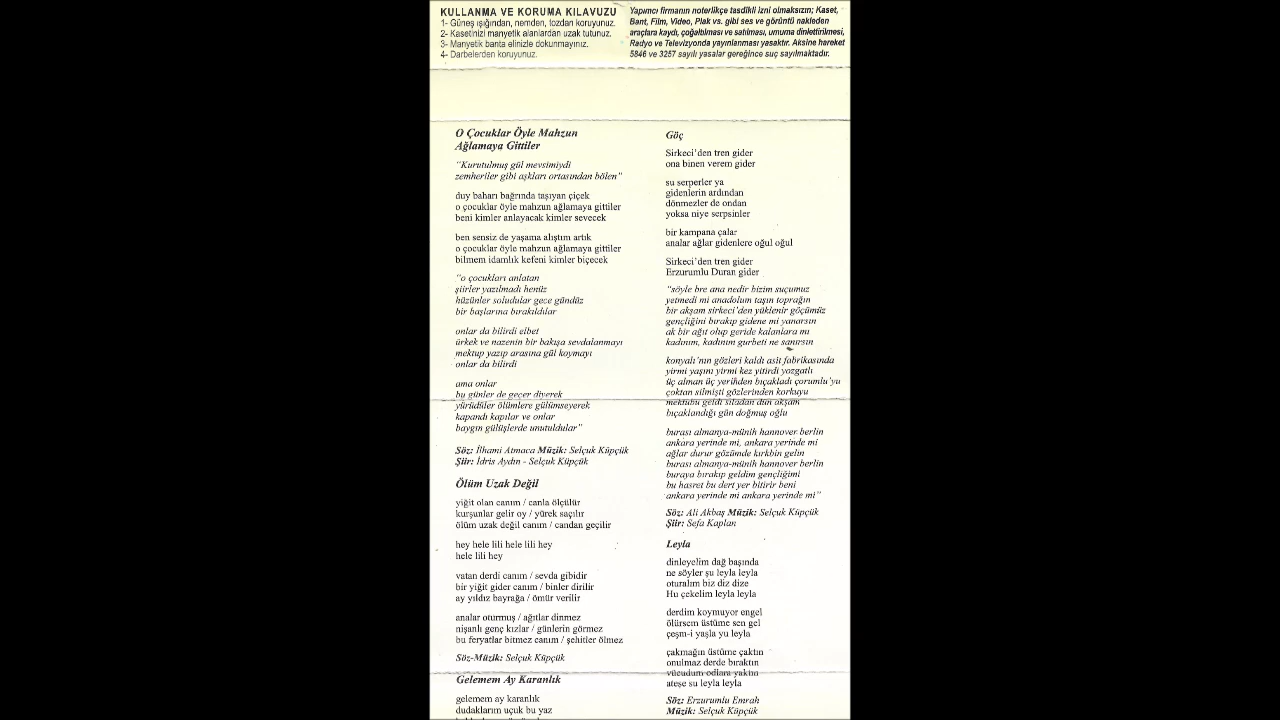 KULLANMA VE KORUMA KILAVUZU
1- Güneş ışığından, nemden, tozdan koruyunuz.
2- Kasetinizi manyetik alanlardan uzak tutunuz.
3- Manyetik banta elinizle dokunmayınız.
4- Darbelerden koruyunuz.
Yapımcı firmanın noterlikçe tasdikli izni olmaksızın; Kaset,
Bant, Film, Video, Plak vs. gibi ses ve görüntü nakleden
araçlara kaydı, çoğaltılması ve satılması, umuma dinlettirilmesi,
Radyo ve Televizyonda yayınlanması yasaktır. Aksine hareket
5846 ve 3257 sayılı yasalar gereğince suç sayılmaktadır.
O Çocuklar Öyle Mahzun
Ağlamaya Gittiler
"Kurutulmuş gül mevsimiydi
zemheriler gibi aşkları ortasından bölen"
duy baharı bağrında taşıyan çiçek
o çocuklar öyle mahzun ağlamaya gittiler
beni kimler anlayacak kimler sevecek
ben sensiz de yaşama alıştım artık
o çocuklar öyle mahzun ağlamaya gittiler
bilmem idamlık kefeni kimler biçecek
"o çocukları anlatan
şiirler yazılmadı henüz
hüzünler soludular gece gündüz
bir başlarına bırakıldılar
onlar da bilirdi elbet
ürkek ve nazenin bir bakışa sevdalanmayı
mektup yazıp arasına gül koymayı
onlar da bilirdi
ama onlar
bu günler de geçer diyerek
yürüdüler ölümlere gülümseyerek
kapandı kapılar ve onlar
baygın gülüşlerde unutuldular"
Söz: İlhami Atmaca Müzik: Selçuk Küpçük
Şiir: İdris Aydın - Selçuk Küpçük
Ölüm Uzak Değil
yiğit olan canım / canla ölçülür
kurşunlar gelir oy / yürek saçılır
ölüm uzak değil canım / candan geçilir
hey hele lili hele lili hey
hele lili hey
vatan derdi canım / sevda gibidir
bir yiğit gider canım / binler dirilir
ay yıldız bayrağa / ömür verilir
analar oturmuş / ağıtlar dinmez
nişanlı genç kızlar / günlerin görmez
bu feryatlar bitmez canım / şehitler ölmez
Söz-Müzik: Selçuk Küpçük
Gelemem Ay Karanlık
gelemem ay karanlık
dudaklarım uçuk bu yaz
Göç
Sirkeci'den tren gider
ona binen verem gider
su serperler ya
gidenlerin ardından
dönmezler de ondan
yoksa niye serpsinler
bir kampana çalar
analar ağlar gidenlere oğul oğul
Sirkeci'den tren gider
Erzurumlu Duran gider
"söyle bre ana nedir bizim suçumuz
yetmedi mi anadolum taşın toprağın
bir akşam sirkeci'den yüklenir göçümüz
gençliğini bırakıp gidene mi yanarsın
ak bir ağıt olup geride kalanlara mı
kadınım, kadınım gurbeti ne sanırsın
konyalı'nın gözleri kaldı asit fabrikasında
yirmi yaşını yirmi kez yitirdi yozgatlı
üç alman üç yerinden bıçakladı çorumlu'yu
çoktan silmişti gözlerinden korkuyu
mektubu geldi sıladan dün akşam
bıçaklandığı gün doğmuş oğlu
burası almanya-münih hannover berlin
ankara yerinde mi, ankara yerinde mi
ağlar durur gözümde kırkbin gelin
burası almanya-münih hannover berlin
buraya bırakıp geldim gençliğimi
bu hasret bu dert yer bitirir beni
ankara yerinde mi ankara yerinde mi"
Söz: Ali Akbaş Müzik: Selçuk Küpçük
Şiir: Sefa Kaplan
Leyla
dinleyelim dağ başında
ne söyler şu leyla leyla
oturalım biz diz dize
Hu çekelim leyla leyla
derdim koymuyor engel
ölürsem üstüme sen gel
çeşm-i yaşla yu leyla
çakmağın üstüme çaktın
onulmaz derde bıraktın
vücudum odlara yaktın
ateşe su leyla leyla
Söz: Erzurumlu Emrah
Müzik: Selçuk Küpçük